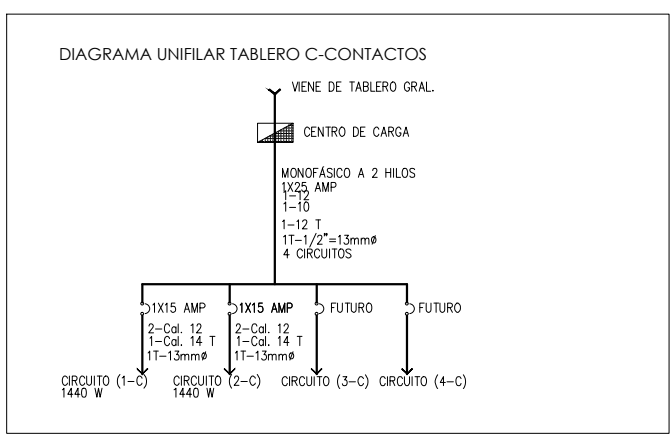 DIAGRAMA UNIFILAR TABLERO C-CONTACTOS
VIENE DE TABLERO GRAL.
CENTRO DE CARGA
MONOFÁSICO A 2 HILOS
1X25 AMP
1-12
1-10
1-12 T
1T-1/2"=13mmø
4 CIRCUITOS
1X15 AMP
2-Cal. 12
1-Cal. 14 T
1T-13mmø
CIRCUITO (1-C)
1440 W
1X15 AMP
2-Cal. 12
1-Cal. 14 T
1T-13mmø
CIRCUITO (2-C)
1440 W
FUTURO
CIRCUITO (3-C)
FUTURO
CIRCUITO (4-C)